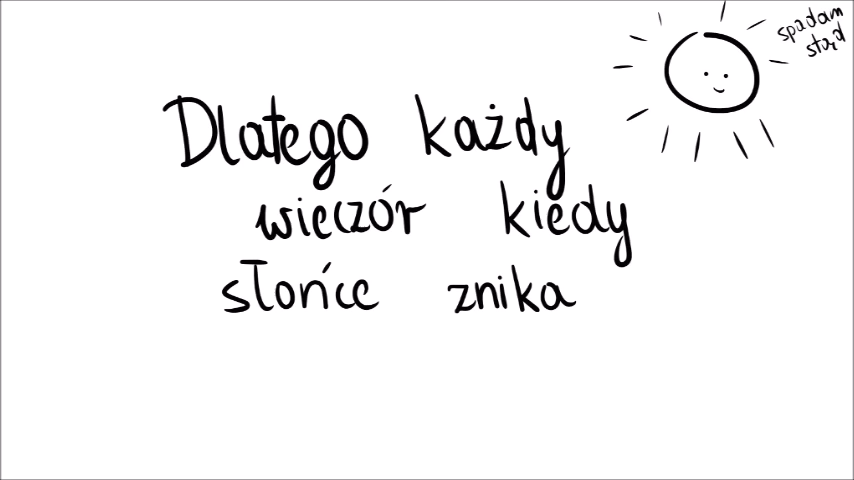 spadam
stąd
Dlatego każdy
wieczór kiedy
słońce znika